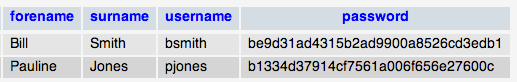 forename surname username password
Bill Smith bsmith be9d31ad4315b2ad9900a8526cd3edb1
Pauline Jones pjones b1334d37914cf7561a006f656e27600c